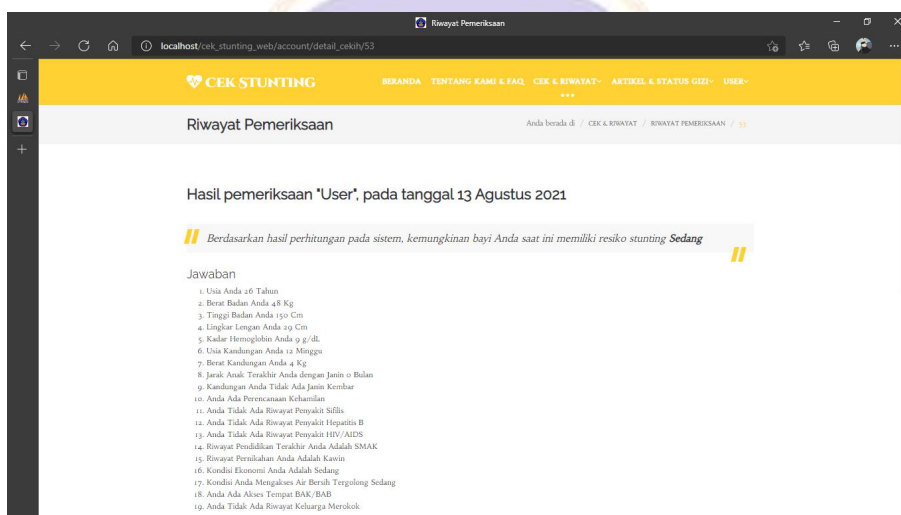 Riwayat Pemeriksaan
localhost/cek_stunting_web/account/detail_cekih/53
CEK STUNTING
BERANDA TENTANG KAMI & FAQ CEK & RIWAYAT ARTIKEL & STATUS GIZI USER
Riwayat Pemeriksaan
Anda berada di / CEK & RIWAYAT / RIWAYAT PEMERIKSAAN / 53
Hasil pemeriksaan "User", pada tanggal 13 Agustus 2021
Berdasarkan hasil perhitungan pada sistem, kemungkinan bayi Anda saat ini memiliki resiko stunting Sedang
Jawaban
1. Usia Anda 26 Tahun
2. Berat Badan Anda 48 Kg
3. Tinggi Badan Anda 150 Cm
4. Lingkar Lengan Anda 29 Cm
5. Kadar Hemoglobin Anda 9 g/dL
6. Usia Kandungan Anda 12 Minggu
7. Berat Kandungan Anda 4 Kg
8. Jarak Anak Terakhir Anda dengan Janin 0 Bulan
9. Kandungan Anda Tidak Ada Janin Kembar
10. Anda Ada Perencanaan Kehamilan
11. Anda Tidak Ada Riwayat Penyakit Sifilis
12. Anda Tidak Ada Riwayat Penyakit Hepatitis B
13. Anda Tidak Ada Riwayat Penyakit HIV/AIDS
14. Riwayat Pendidikan Terakhir Anda Adalah SMAK
15. Riwayat Pernikahan Anda Adalah Kawin
16. Kondisi Ekonomi Anda Adalah Sedang
17. Kondisi Anda Mengakses Air Bersih Tergolong Sedang
18. Anda Ada Akses Tempat BAK/BAB
19. Anda Tidak Ada Riwayat Keluarga Merokok